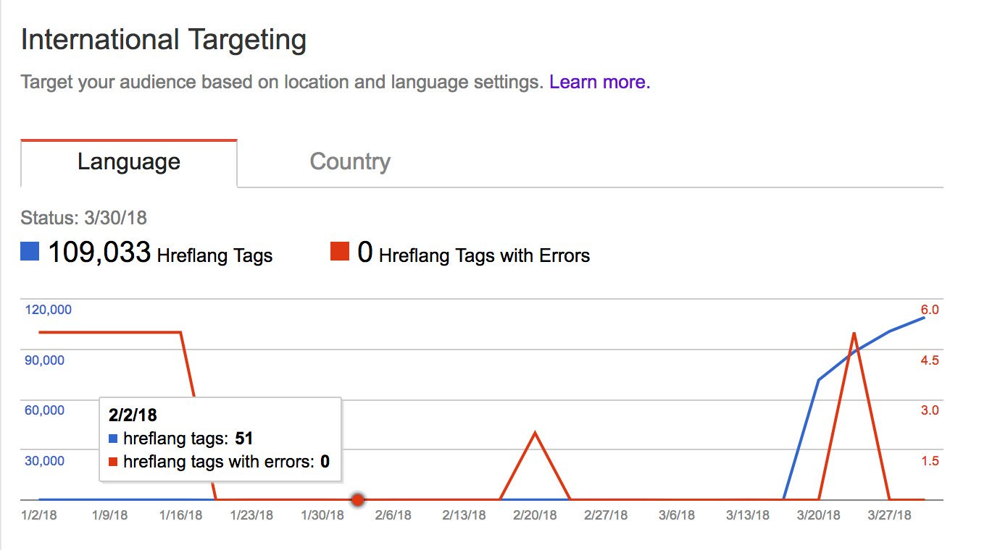 International Targeting
Target your audience based on location and language settings. Learn more.
Language Country
Status: 3/30/18
109,033 Hreflang Tags 0 Hreflang Tags with Errors
120,000 6.0
90,000 4.5
60,000 3.0
30,000 1.5
2/2/18
hreflang tags: 51
hreflang tags with errors: 0
1/2/18 1/9/18 1/16/18 1/23/18 1/30/18 2/6/18 2/13/18 2/20/18 2/27/18 3/6/18 3/13/18 3/20/18 3/27/18